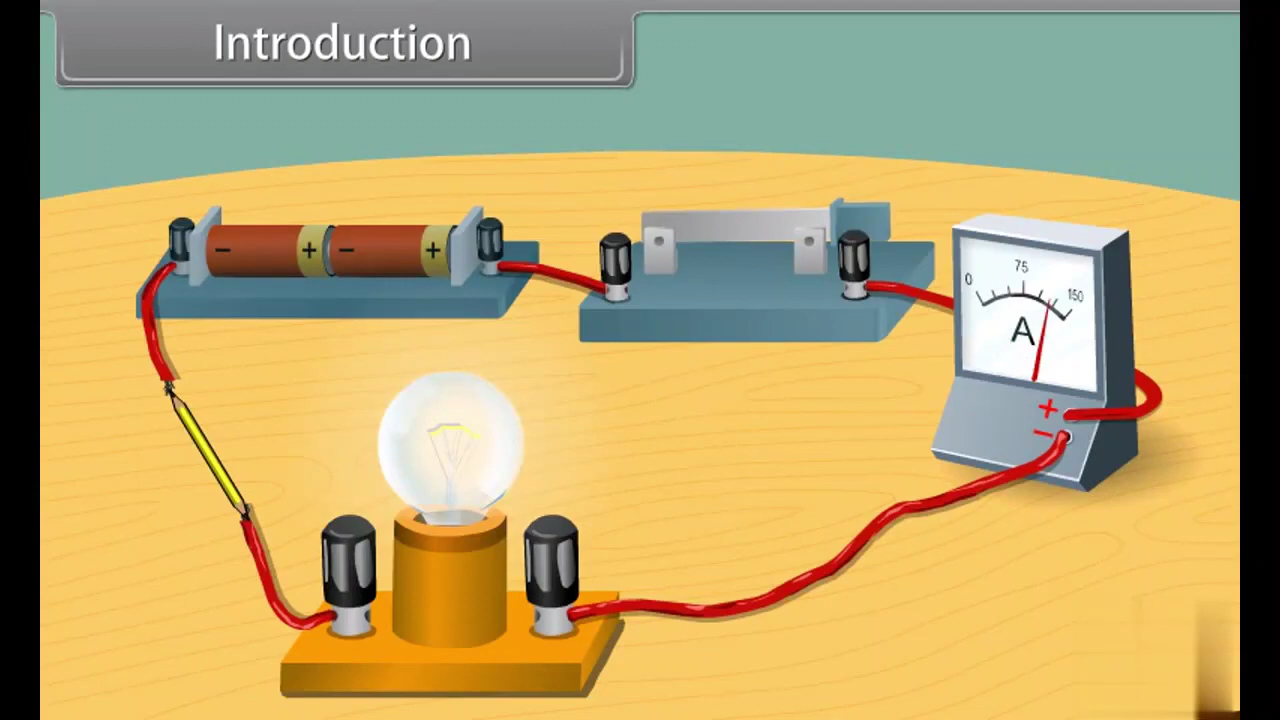 Introduction
− + − +
0 75 150
A
+
−